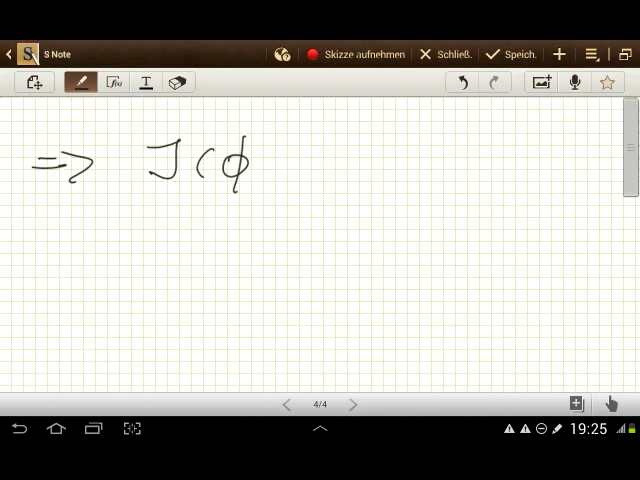 S Note Skizze aufnehmen Schließ. Speich.
f(x) T
=> J(ϕ
4/4
19:25